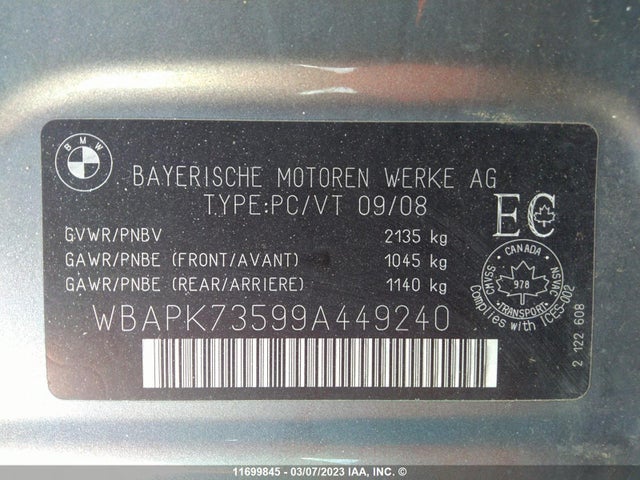 BMW
BAYERISCHE MOTOREN WERKE AG
TYPE:PC/VT 09/08
EC
GVWR/PNBV 2135 kg
GAWR/PNBE (FRONT/AVANT) 1045 kg
GAWR/PNBE (REAR/ARRIERE) 1140 kg
CANADA
CMVSS NSVAC
978
TRANSPORT
Complies with ICES-002
WBAPK73599A449240
2 122 608
11699845 - 03/07/2023 IAA, INC. ©